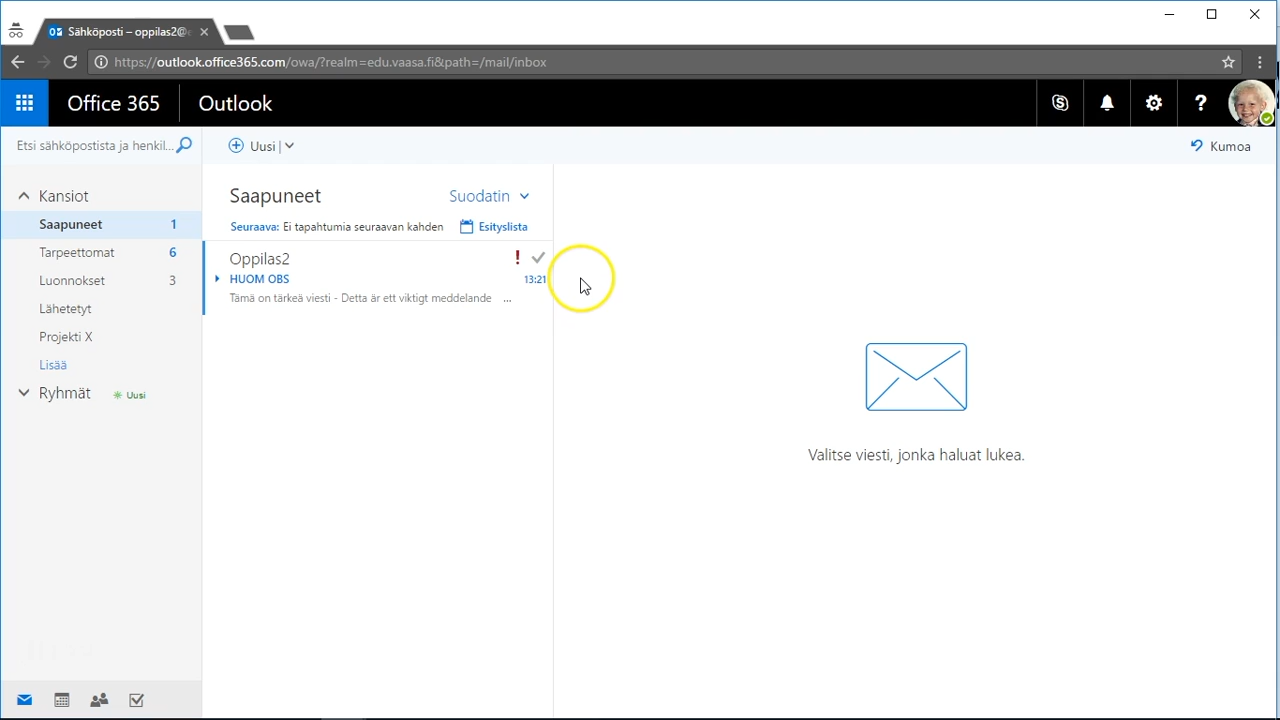 Sähköposti – oppilas2@
https://outlook.office365.com/owa/?realm=edu.vaasa.fi&path=/mail/inbox
Office 365
Outlook
Etsi sähköpostista ja henkil...
Uusi
Kumoa
Kansiot
Saapuneet 1
Tarpeettomat 6
Luonnokset 3
Lähetetyt
Projekti X
Lisää
Ryhmät
Uusi
Saapuneet
Suodatin
Seuraava: Ei tapahtumia seuraavan kahden
Esityslista
Oppilas2
HUOM OBS
13:21
Tämä on tärkeä viesti - Detta är ett viktigt meddelande ...
Valitse viesti, jonka haluat lukea.